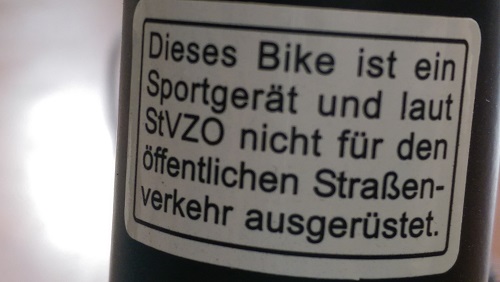 Dieses Bike ist ein
Sportgerät und laut
StVZO nicht für den
öffentlichen Straßen-
verkehr ausgerüstet.